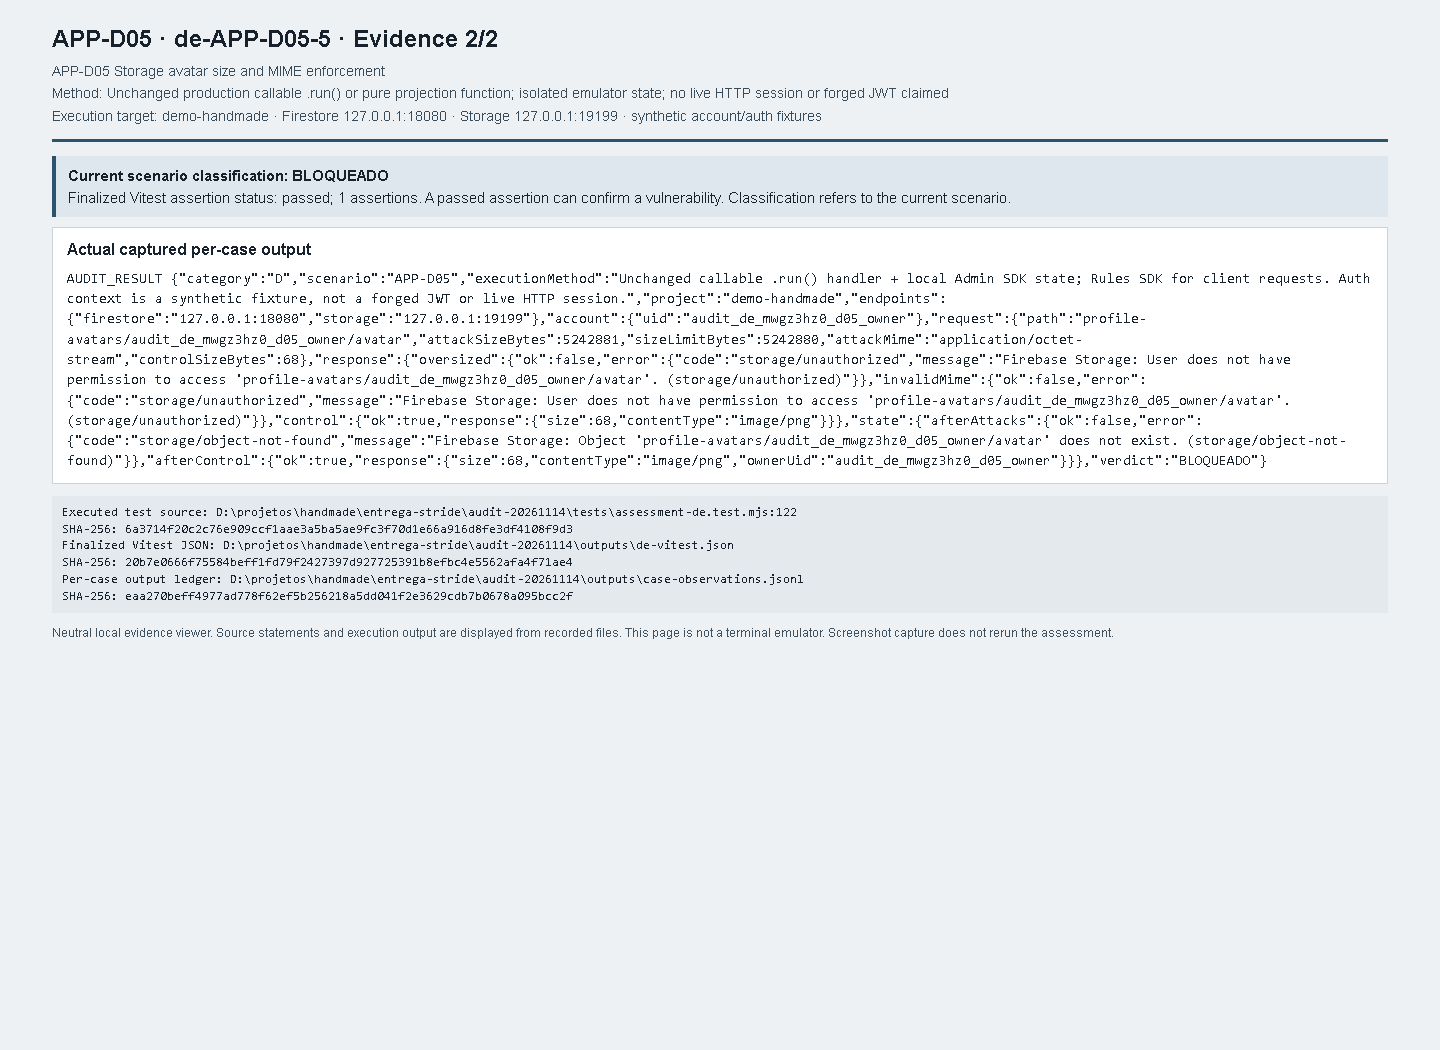 APP-D05 · de-APP-D05-5 · Evidence 2/2
APP-D05 Storage avatar size and MIME enforcement
Method: Unchanged production callable .run() or pure projection function; isolated emulator state; no live HTTP session or forged JWT claimed
Execution target: demo-handmade · Firestore 127.0.0.1:18080 · Storage 127.0.0.1:19199 · synthetic account/auth fixtures
Current scenario classification: BLOQUEADO
Finalized Vitest assertion status: passed; 1 assertions. A passed assertion can confirm a vulnerability. Classification refers to the current scenario.
Actual captured per-case output
AUDIT_RESULT {"category":"D","scenario":"APP-D05","executionMethod":"Unchanged callable .run() handler + local Admin SDK state; Rules SDK for client requests. Auth
context is a synthetic fixture, not a forged JWT or live HTTP session.","project":"demo-handmade","endpoints":
{"firestore":"127.0.0.1:18080","storage":"127.0.0.1:19199"},"account":{"uid":"audit_de_mwgz3hz0_d05_owner"},"request":{"path":"profile-
avatars/audit_de_mwgz3hz0_d05_owner/avatar","attackSizeBytes":5242881,"sizeLimitBytes":5242880,"attackMime":"application/octet-
stream","controlSizeBytes":68},"response":{"oversized":{"ok":false,"error":{"code":"storage/unauthorized","message":"Firebase Storage: User does not have
permission to access 'profile-avatars/audit_de_mwgz3hz0_d05_owner/avatar'. (storage/unauthorized)"}},"invalidMime":{"ok":false,"error":
{"code":"storage/unauthorized","message":"Firebase Storage: User does not have permission to access 'profile-avatars/audit_de_mwgz3hz0_d05_owner/avatar'.
(storage/unauthorized)"}},"control":{"ok":true,"response":{"size":68,"contentType":"image/png"}}},"state":{"afterAttacks":{"ok":false,"error":
{"code":"storage/object-not-found","message":"Firebase Storage: Object 'profile-avatars/audit_de_mwgz3hz0_d05_owner/avatar' does not exist. (storage/object-not-
found)"}},"afterControl":{"ok":true,"response":{"size":68,"contentType":"image/png","ownerUid":"audit_de_mwgz3hz0_d05_owner"}}},"verdict":"BLOQUEADO"}
Executed test source: D:\projetos\handmade\entrega-stride\audit-20261114\tests\assessment-de.test.mjs:122
SHA-256: 6a3714f20c2c76e909ccf1aae3a5ba5ae9fc3f70d1e66a916d8fe3df4108f9d3
Finalized Vitest JSON: D:\projetos\handmade\entrega-stride\audit-20261114\outputs\de-vitest.json
SHA-256: 20b7e0666f75584beff1fd79f2427397d927725391b8efbc4e5562afa4f71ae4
Per-case output ledger: D:\projetos\handmade\entrega-stride\audit-20261114\outputs\case-observations.jsonl
SHA-256: eaa270beff4977ad778f62ef5b256218a5dd041f2e3629cdb7b0678a095bcc2f
Neutral local evidence viewer. Source statements and execution output are displayed from recorded files. This page is not a terminal emulator. Screenshot capture does not rerun the assessment.